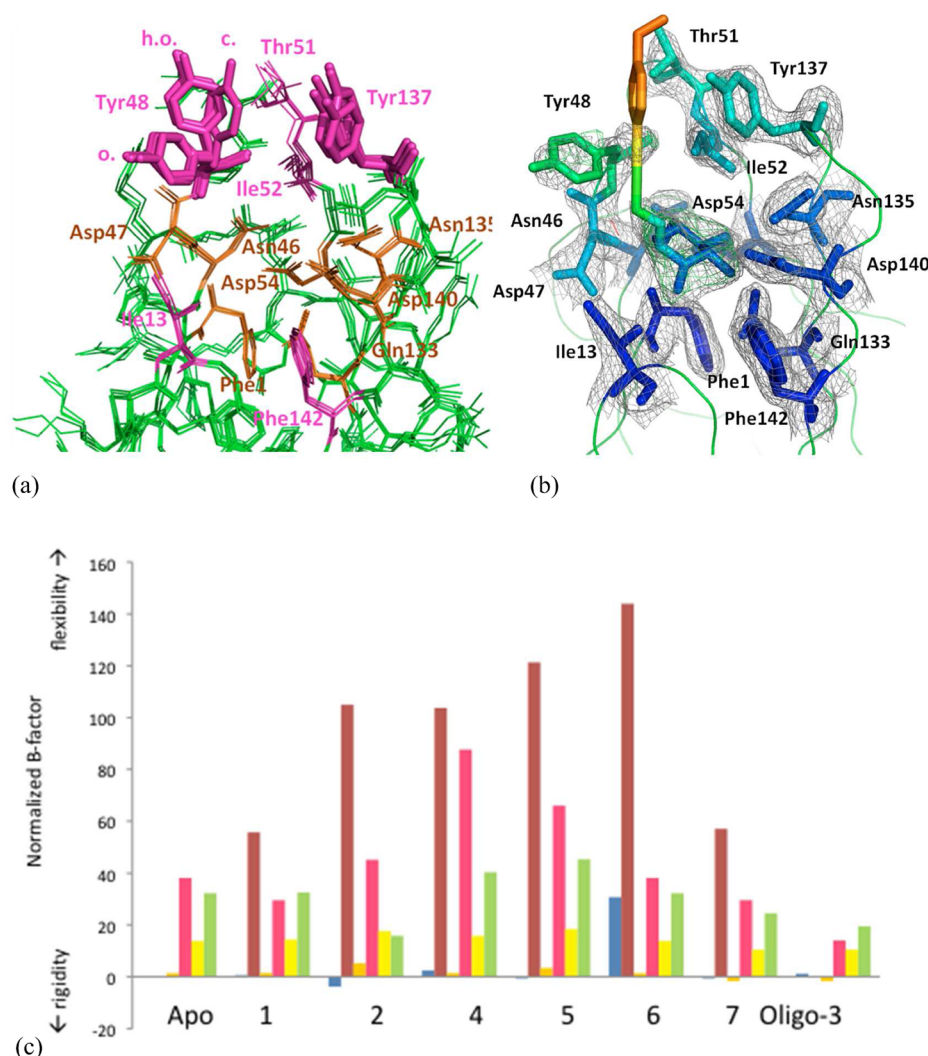 h.o. c. Thr51
Tyr48 Tyr137
o.
Ile52
Asp47 Asn46 Asn135
Asp54
Asp140
Ile13
Gln133
Phe1
Phe142
(a)
Thr51
Tyr137
Tyr48
Ile52
Asn46 Asp54 Asn135
Asp47 Asp140
Ile13 Gln133
Phe1
Phe142
(b)
Normalized B-factor
← rigidity
flexibility →
160
140
120
100
80
60
40
20
0
-20
Apo 1 2 4 5 6 7 Oligo-3
(c)